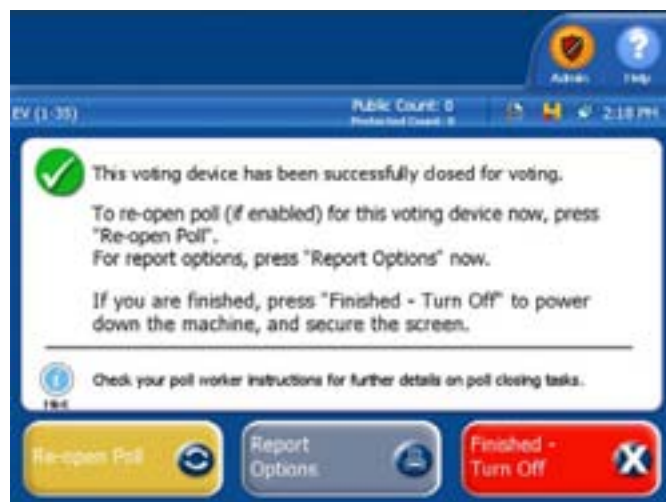 Admin
Help
EV (1-35)
Public Count: 0
Protected Count: 0
2:18 PM
This voting device has been successfully closed for voting.
To re-open poll (if enabled) for this voting device now, press
"Re-open Poll".
For report options, press "Report Options" now.
If you are finished, press "Finished - Turn Off" to power
down the machine, and secure the screen.
Check your poll worker instructions for further details on poll closing tasks.
Hint
Re-open Poll
Report
Options
Finished -
Turn Off